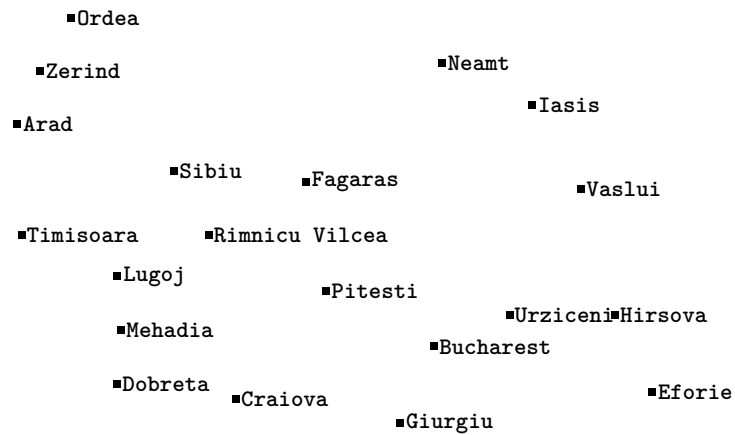 Ordea
Neamt
Zerind
Iasis
Arad
Sibiu
Fagaras
Vaslui
Timisoara
Rimnicu Vilcea
Lugoj
Pitesti
Urziceni
Hirsova
Mehadia
Bucharest
Dobreta
Eforie
Craiova
Giurgiu